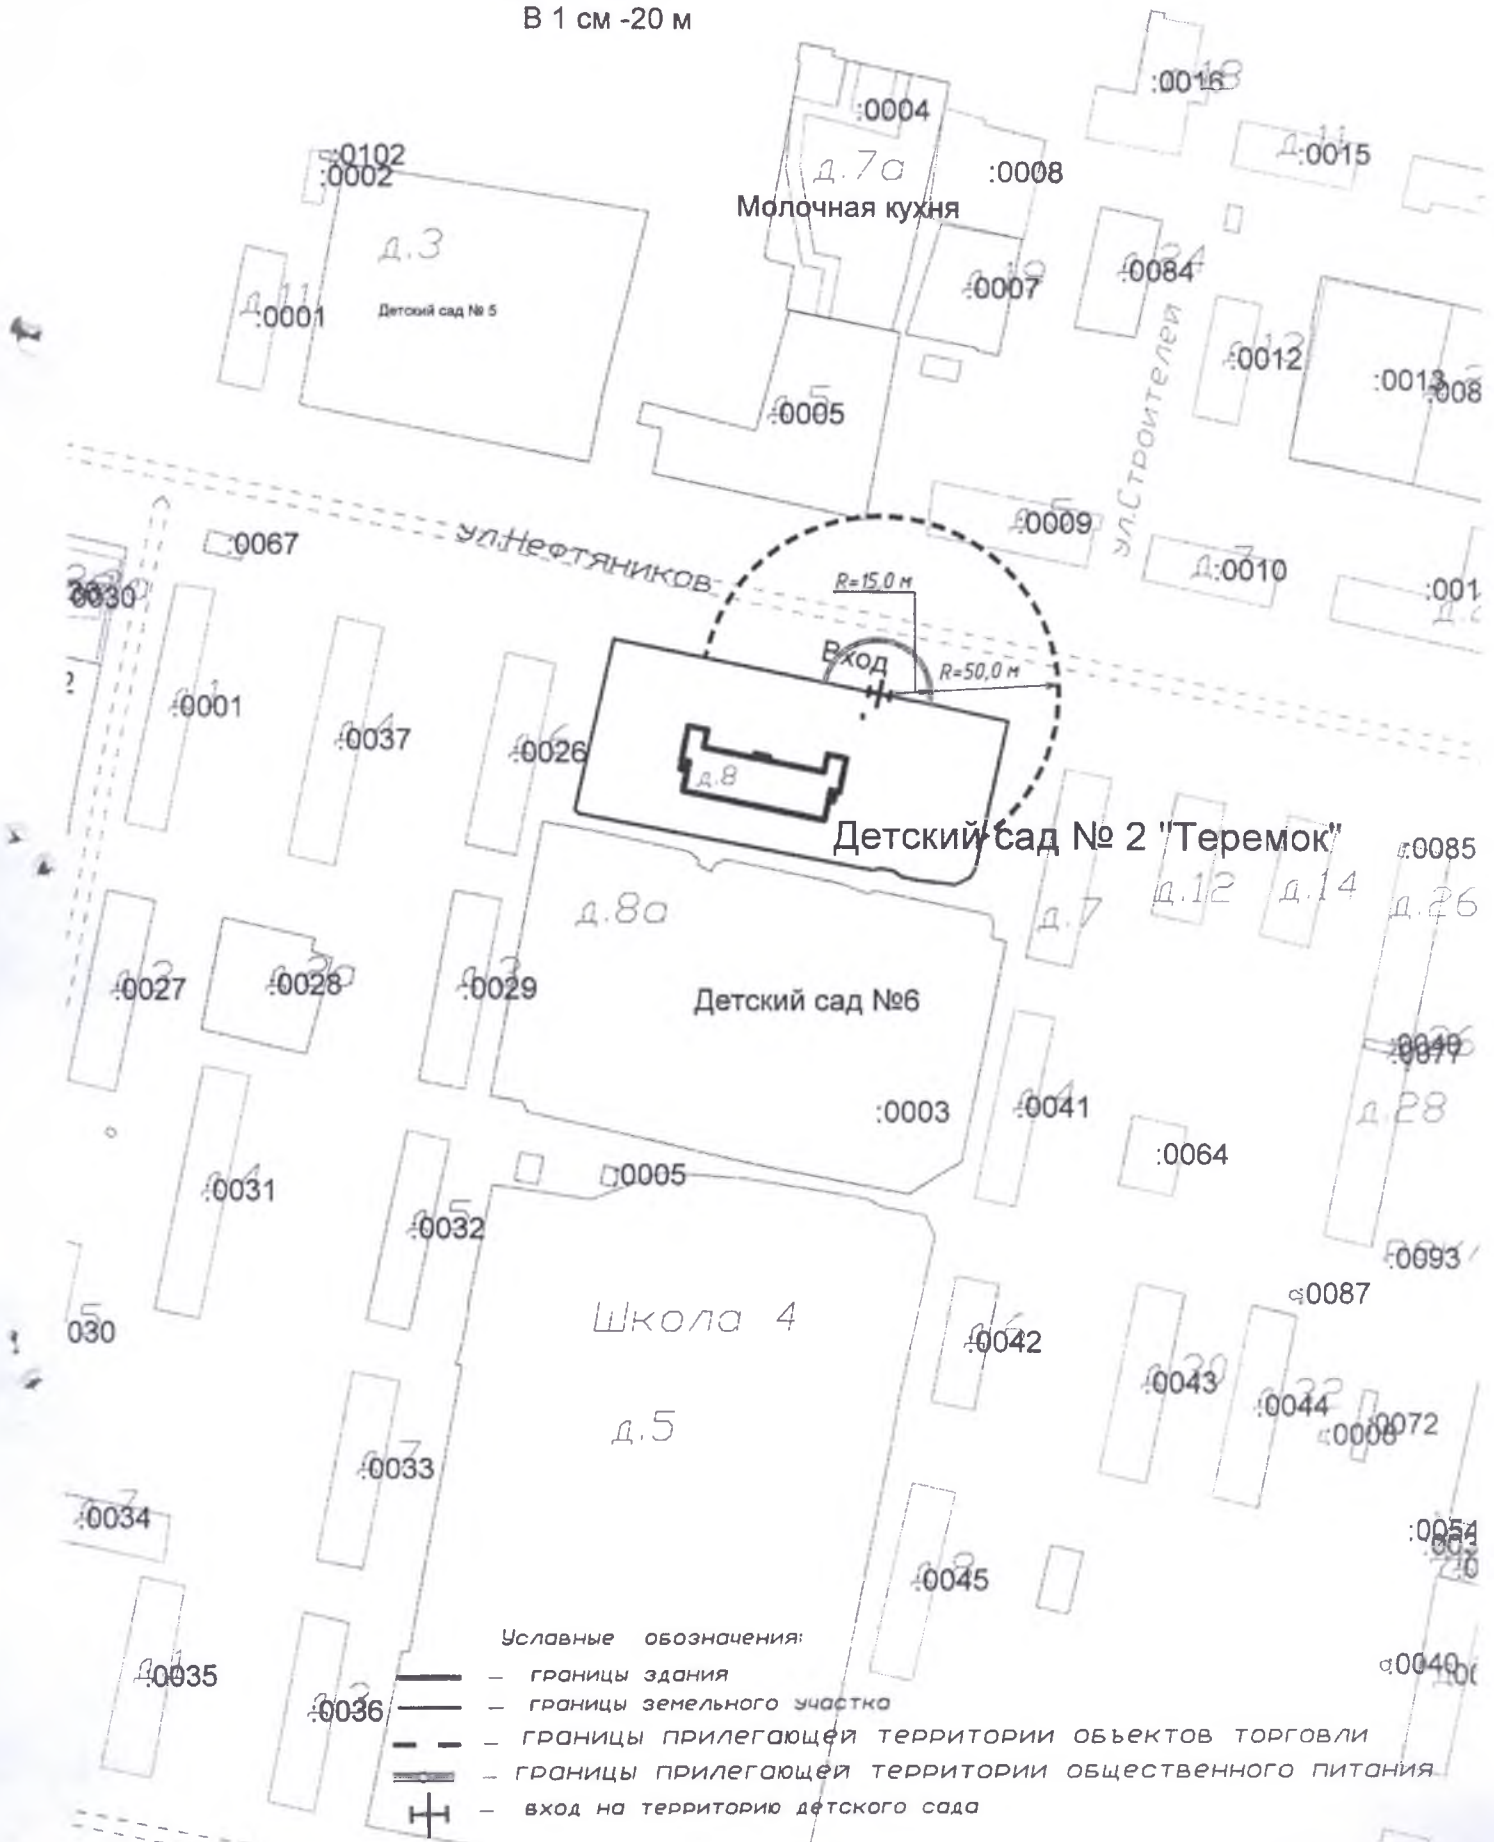 В 1 см -20 м
:0016
:0004
д.11
:0015
:0102
:0002
д.7а
:0008
Молочная кухня
д.3
:0084
:0007
д.11
:0001
Детский сад № 5
ул.Строителей
:0012
:0013
:0005
:0009
ул.Нефтяников
:0067
д.7
:0010
R=15,0 м
Вход
R=50,0 м
:0001
:0037
:0026
д.8
Детский сад № 2 "Теремок"
:0085
д.7
д.12
д.14
д.26
д.8а
:0027
:0028
:0029
Детский сад №6
:0077
:0003
:0041
д.28
:0064
:0005
:0031
:0032
:0093
:0087
Школа 4
030
:0042
:0043
:0044
:0072
д.5
:0033
:0034
:0045
Условные обозначения:
:0035
:0036
:0040
— границы здания
— границы земельного участка
— границы прилегающей территории объектов торговли
— границы прилегающей территории общественного питания
— вход на территорию детского сада